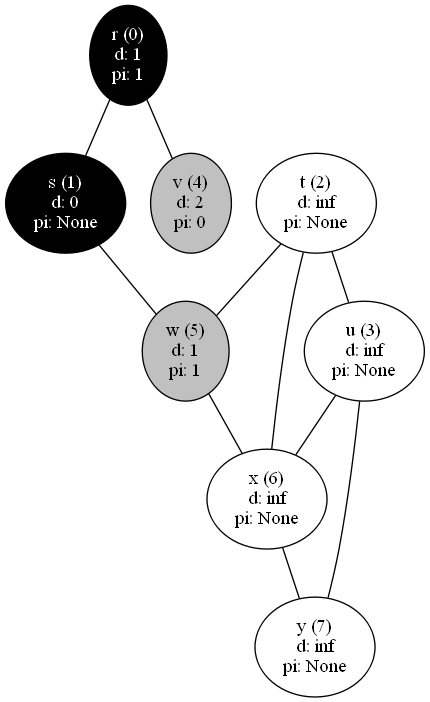 r (0)
d: 1
pi: 1
s (1)
d: 0
pi: None
v (4)
d: 2
pi: 0
t (2)
d: inf
pi: None
w (5)
d: 1
pi: 1
u (3)
d: inf
pi: None
x (6)
d: inf
pi: None
y (7)
d: inf
pi: None